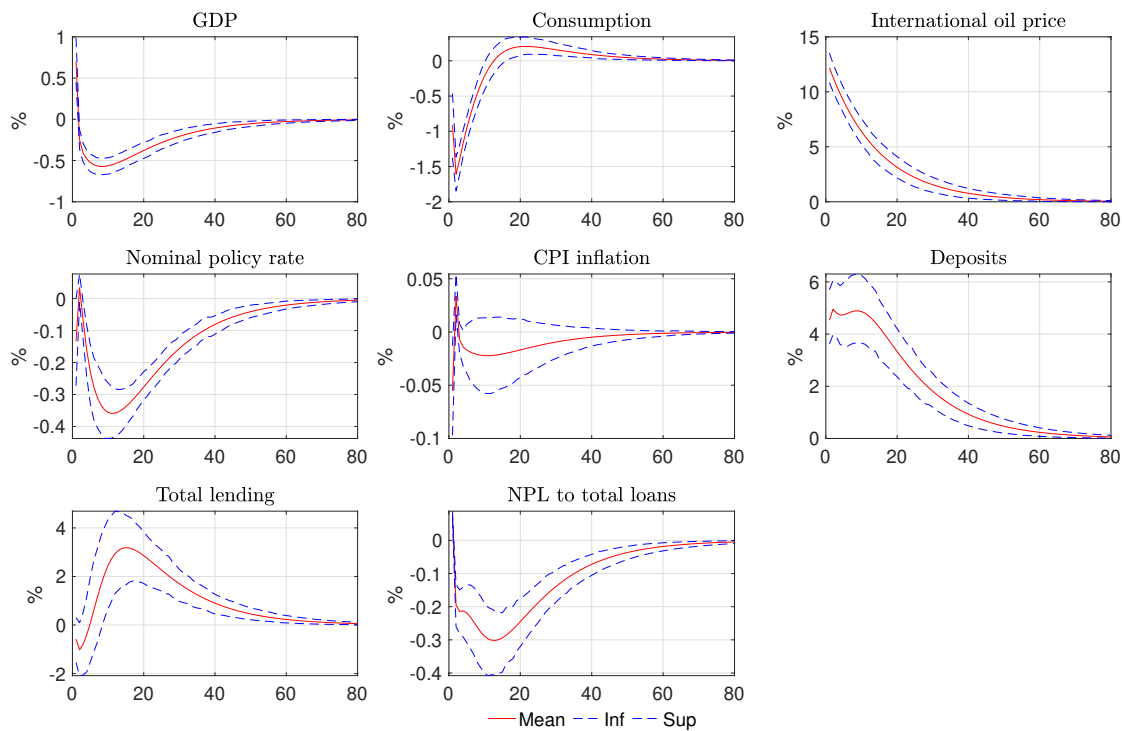 GDP
1
0.5
0
-0.5
-1
%
0 20 40 60 80
Consumption
0
-0.5
-1
-1.5
-2
%
0 20 40 60 80
International oil price
15
10
5
0
%
0 20 40 60 80
Nominal policy rate
0
-0.1
-0.2
-0.3
-0.4
%
0 20 40 60 80
CPI inflation
0.05
0
-0.05
-0.1
%
0 20 40 60 80
Deposits
6
4
2
0
%
0 20 40 60 80
Total lending
4
2
0
-2
%
0 20 40 60 80
NPL to total loans
0
-0.1
-0.2
-0.3
-0.4
%
0 20 40 60 80
Mean Inf Sup